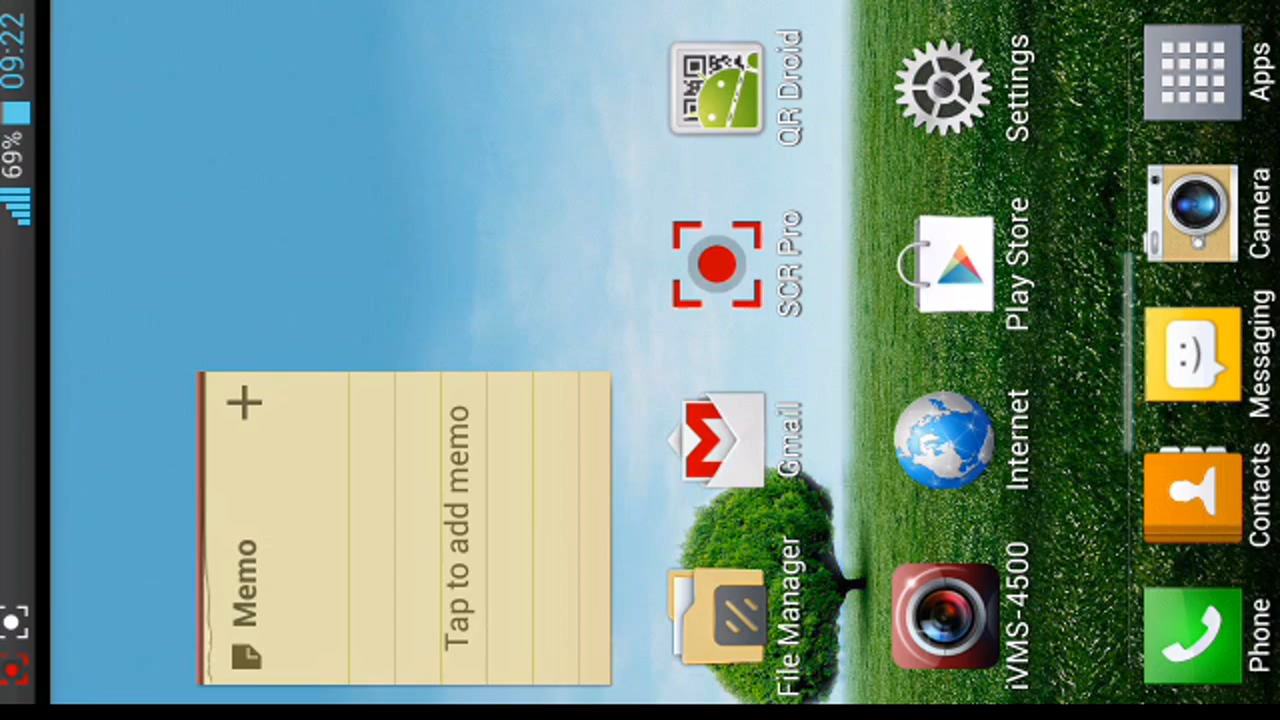 69% 09:22
Memo
Tap to add memo
File Manager Gmail SCR Pro QR Droid
iVMS-4500 Internet Play Store Settings
Phone Contacts Messaging Camera Apps